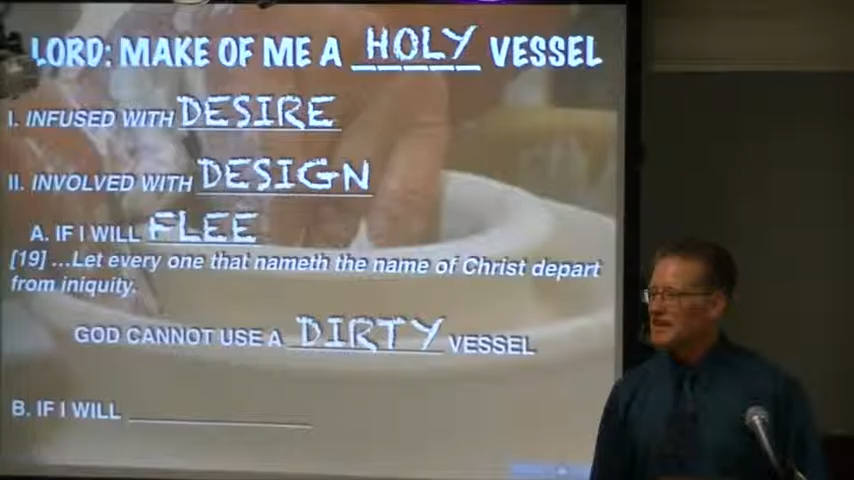 LORD: MAKE OF ME A HOLY VESSEL
I. INFUSED WITH DESIRE
II. INVOLVED WITH DESIGN
A. IF I WILL FLEE
[19] ...Let every one that nameth the name of Christ depart
from iniquity.
GOD CANNOT USE A DIRTY VESSEL
B. IF I WILL